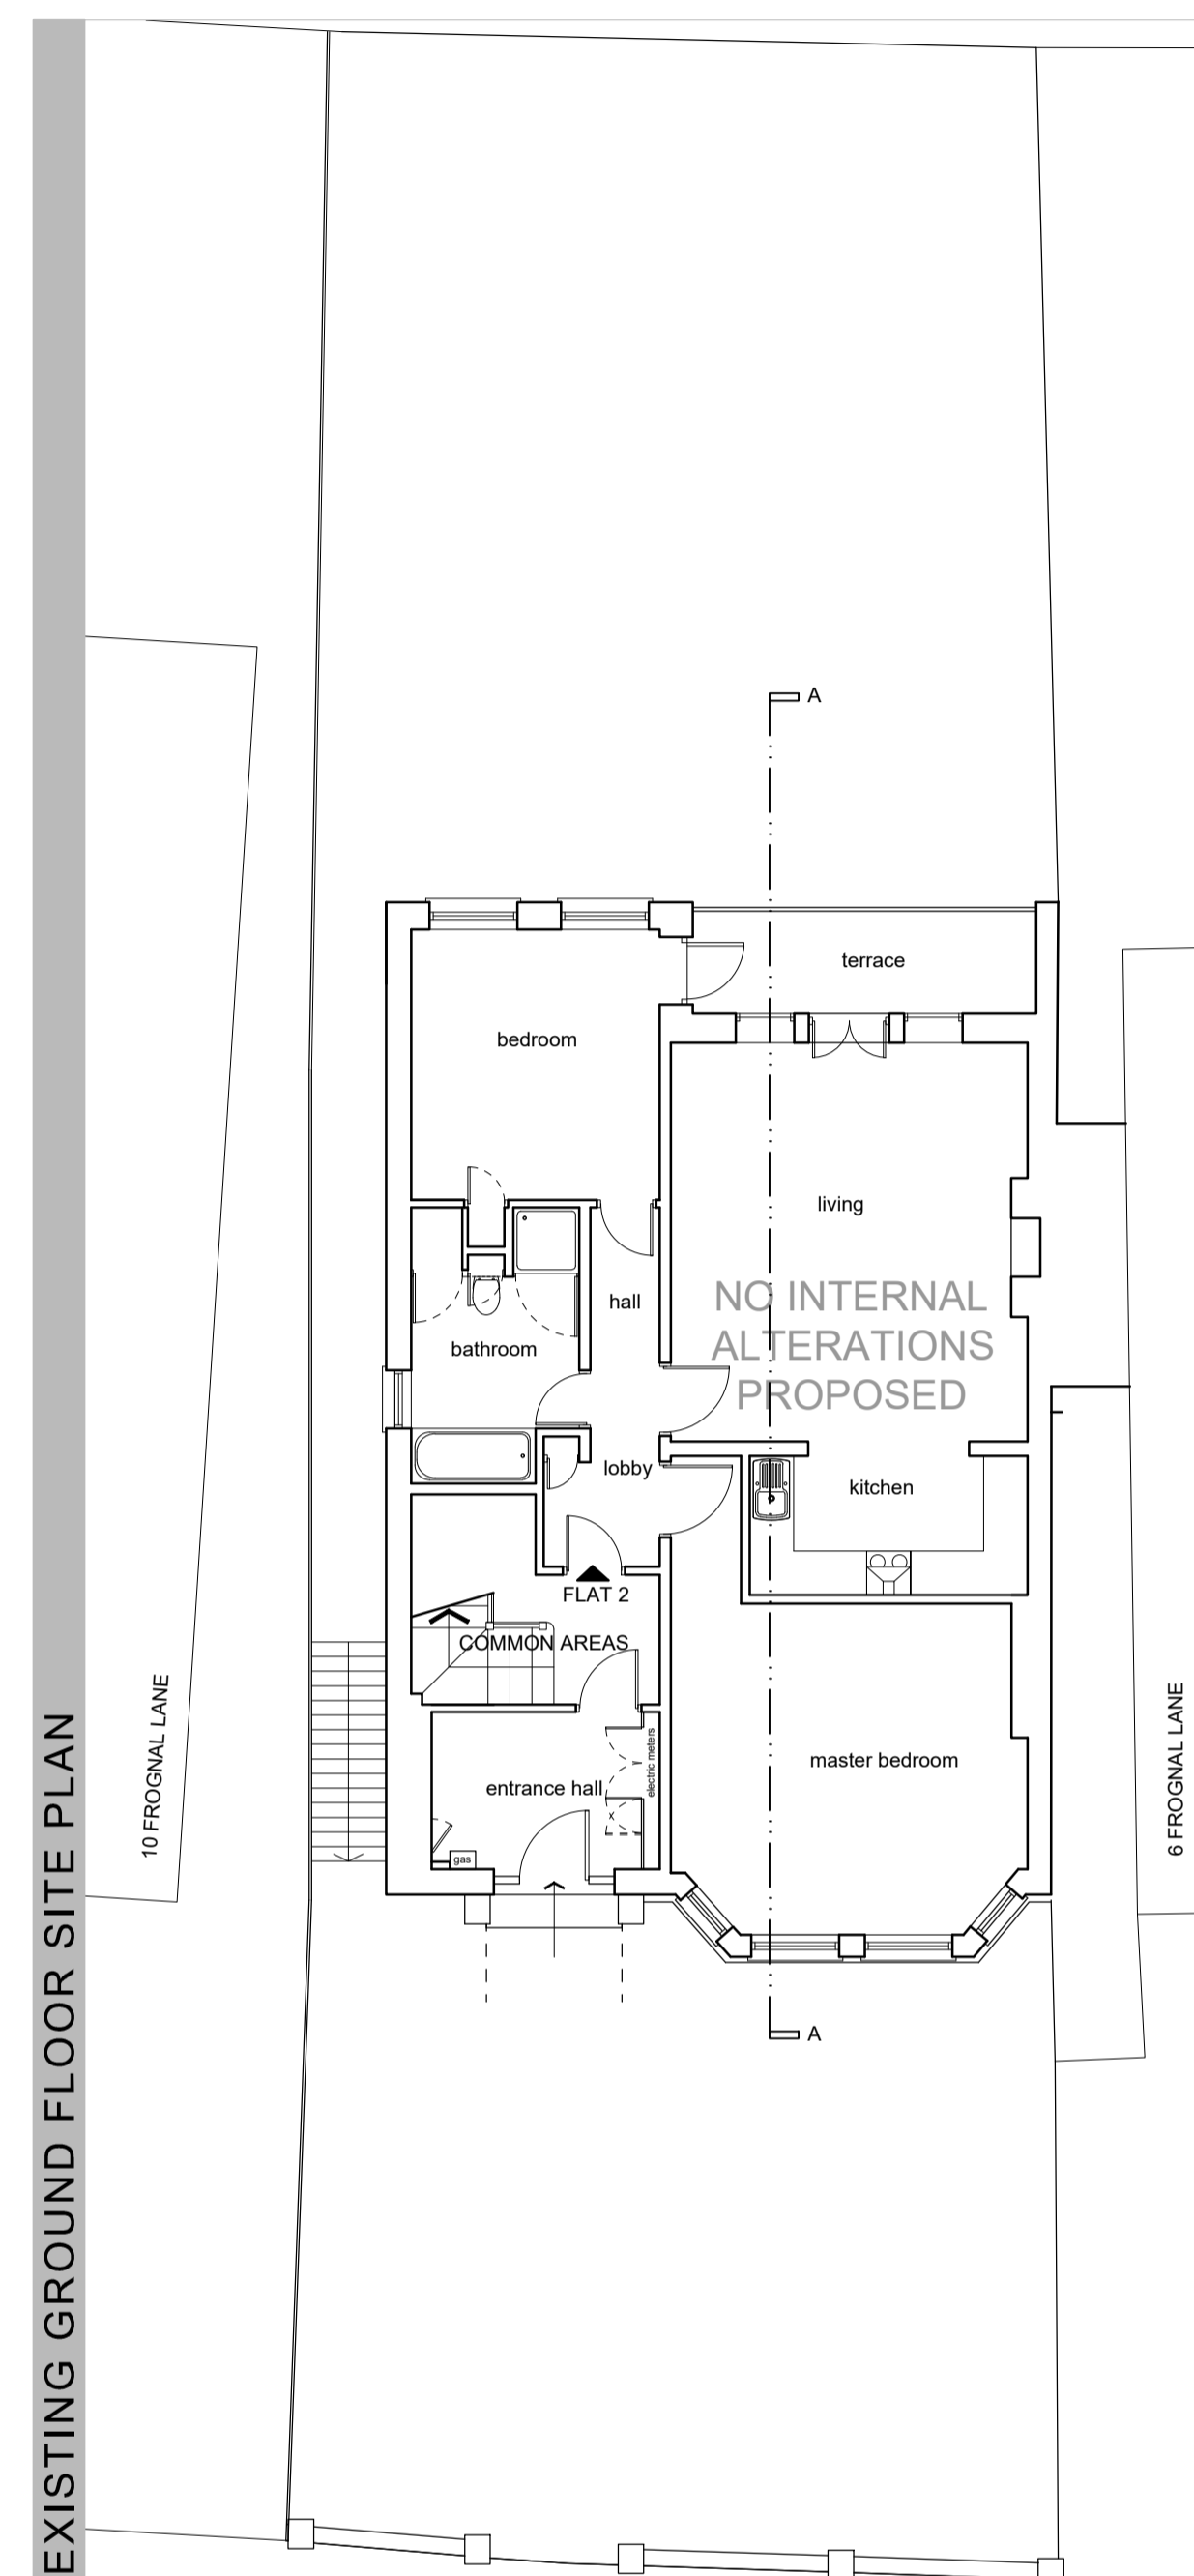 EXISTING GROUND FLOOR SITE PLAN
A
terrace
bedroom
living
hall
NO INTERNAL
ALTERATIONS
PROPOSED
bathroom
lobby
kitchen
FLAT 2
COMMON AREAS
10 FROGNAL LANE
6 FROGNAL LANE
electric meters
master bedroom
entrance hall
gas
A